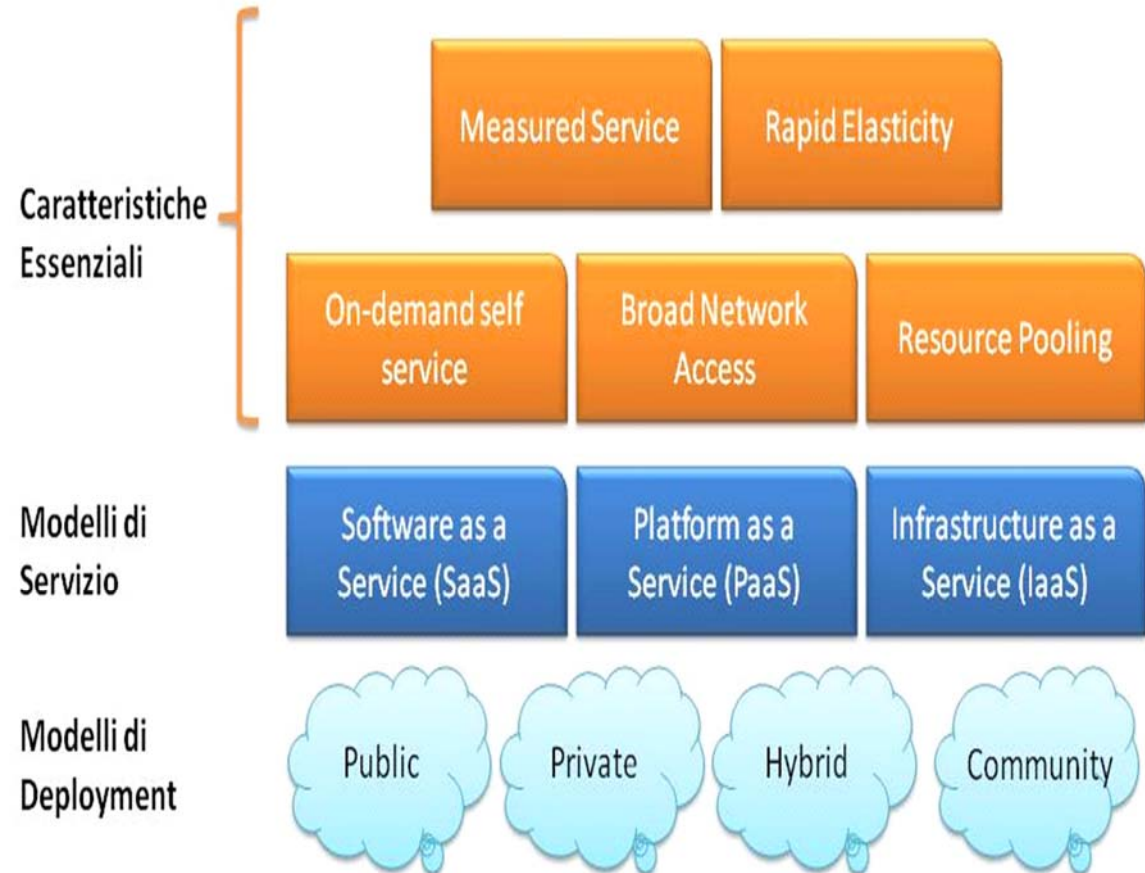 Caratteristiche
Essenziali
Measured Service
Rapid Elasticity
On-demand self
service
Broad Network
Access
Resource Pooling
Modelli di
Servizio
Software as a
Service (SaaS)
Platform as a
Service (PaaS)
Infrastructure as a
Service (IaaS)
Modelli di
Deployment
Public
Private
Hybrid
Community